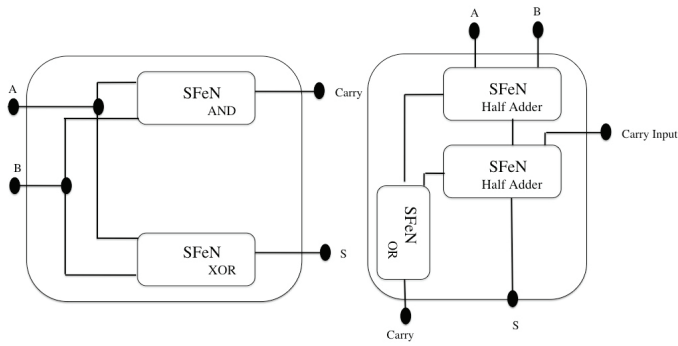 A
B
SFeN
AND
Carry
SFeN
XOR
S
A
B
SFeN
Half Adder
Carry Input
SFeN
Half Adder
SFeN
OR
Carry
S